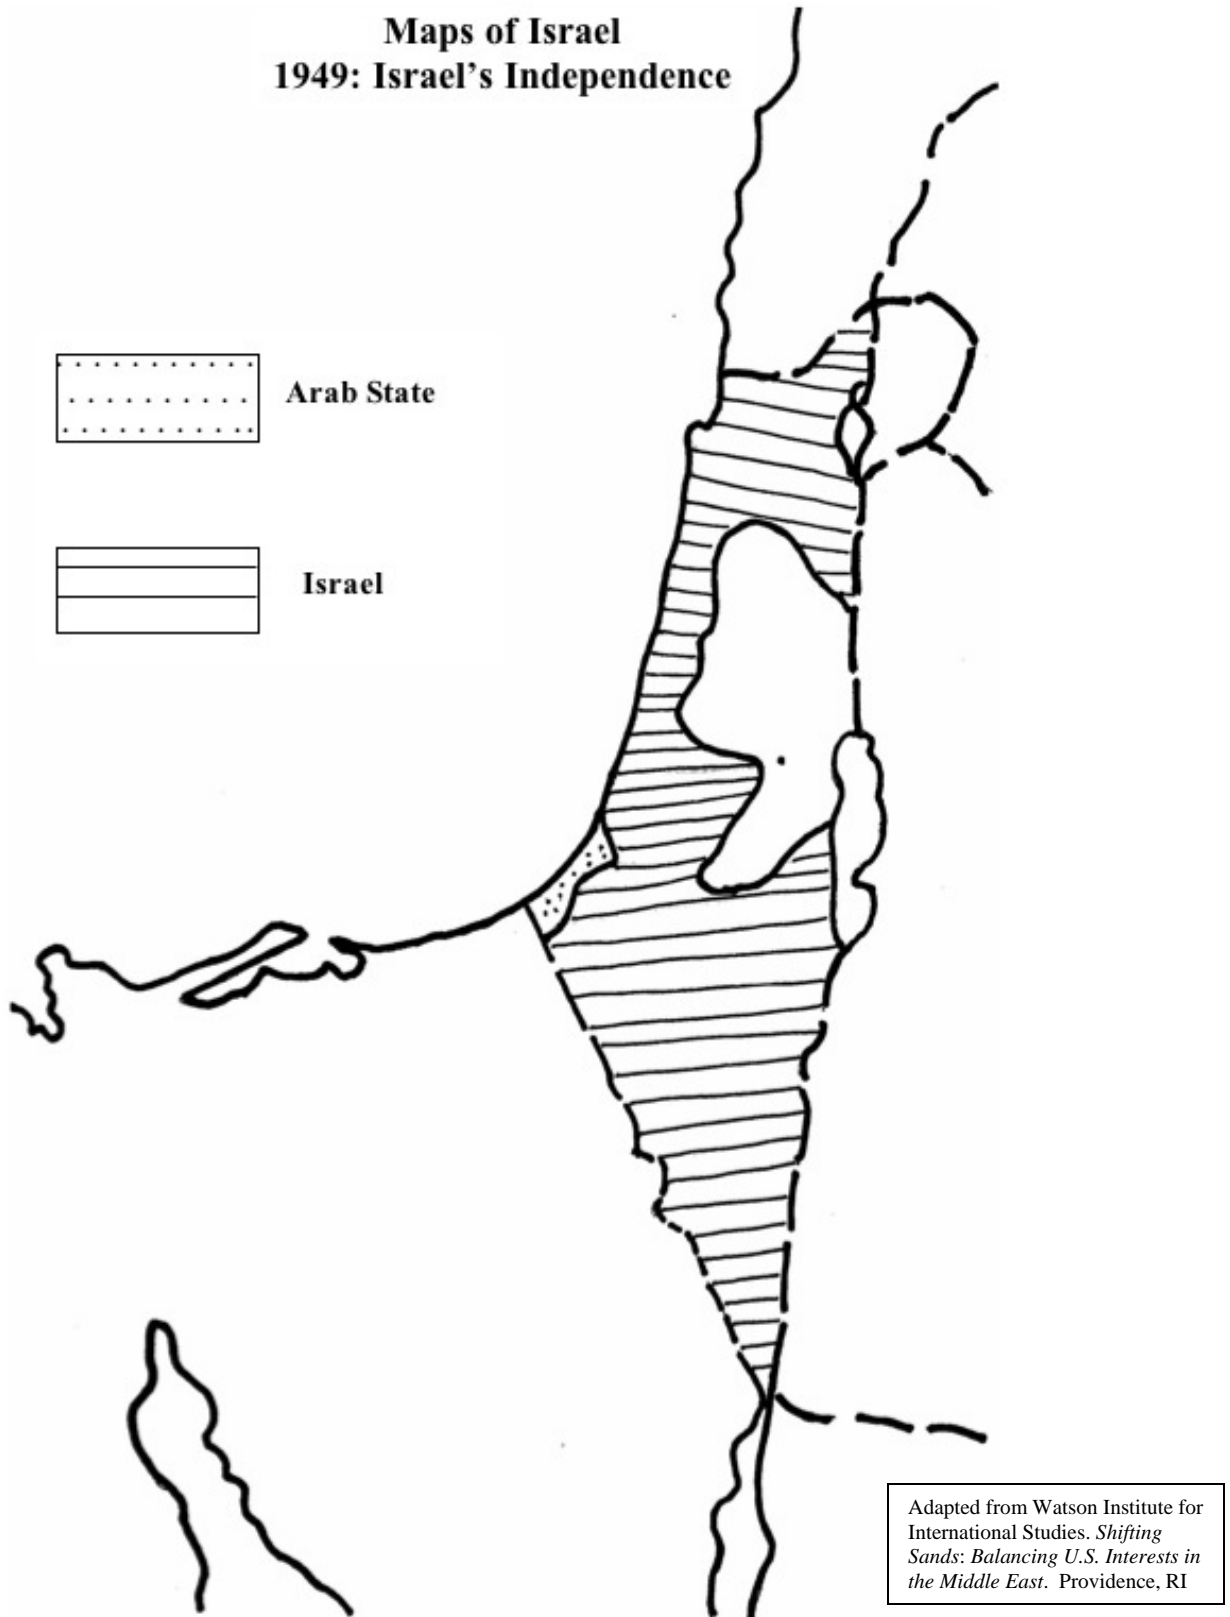 Maps of Israel
1949: Israel's Independence
Arab State
Israel
Adapted from Watson Institute for
International Studies. Shifting
Sands: Balancing U.S. Interests in
the Middle East. Providence, RI